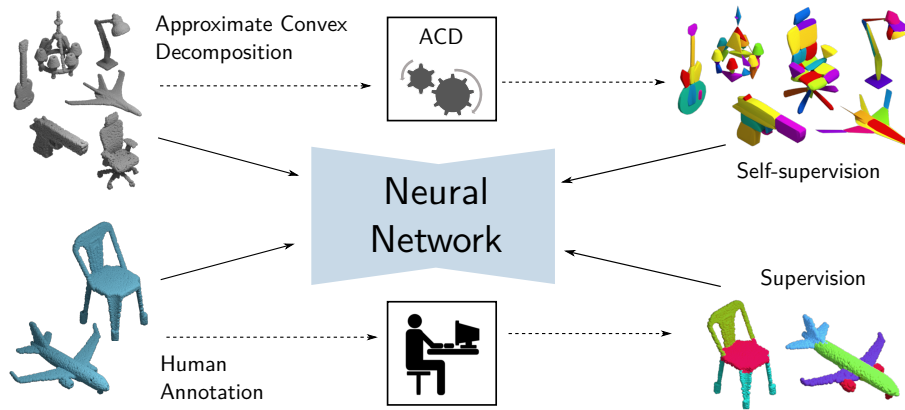 Approximate Convex
Decomposition
ACD
Self-supervision
Neural
Network
Supervision
Human
Annotation